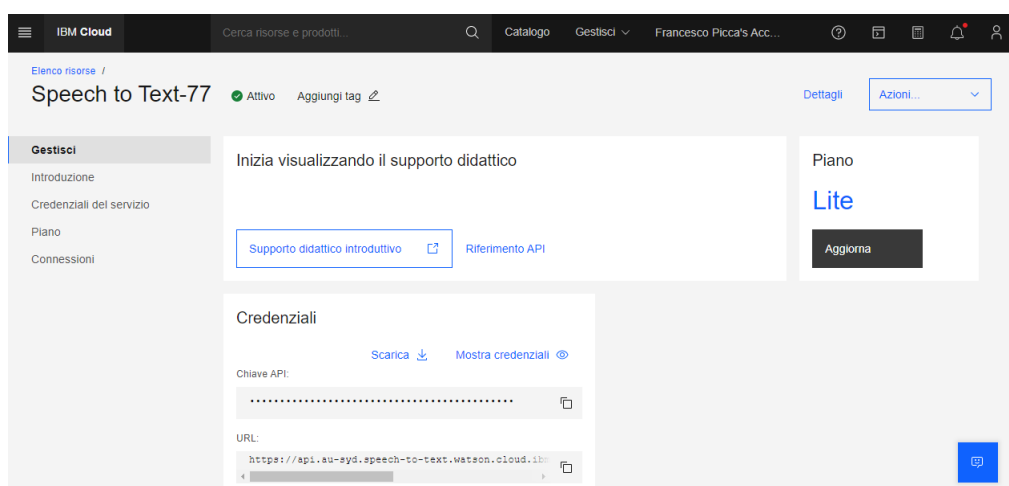 IBM Cloud
Cerca risorse e prodotti...
Catalogo
Gestisci
Francesco Picca's Acc...
Elenco risorse /
Speech to Text-77
Attivo
Aggiungi tag
Dettagli
Azioni...
Gestisci
Introduzione
Credenziali del servizio
Piano
Connessioni
Inizia visualizzando il supporto didattico
Supporto didattico introduttivo
Riferimento API
Piano
Lite
Aggiorna
Credenziali
Scarica
Mostra credenziali
Chiave API:
URL:
https://api.au-syd.speech-to-text.watson.cloud.ib